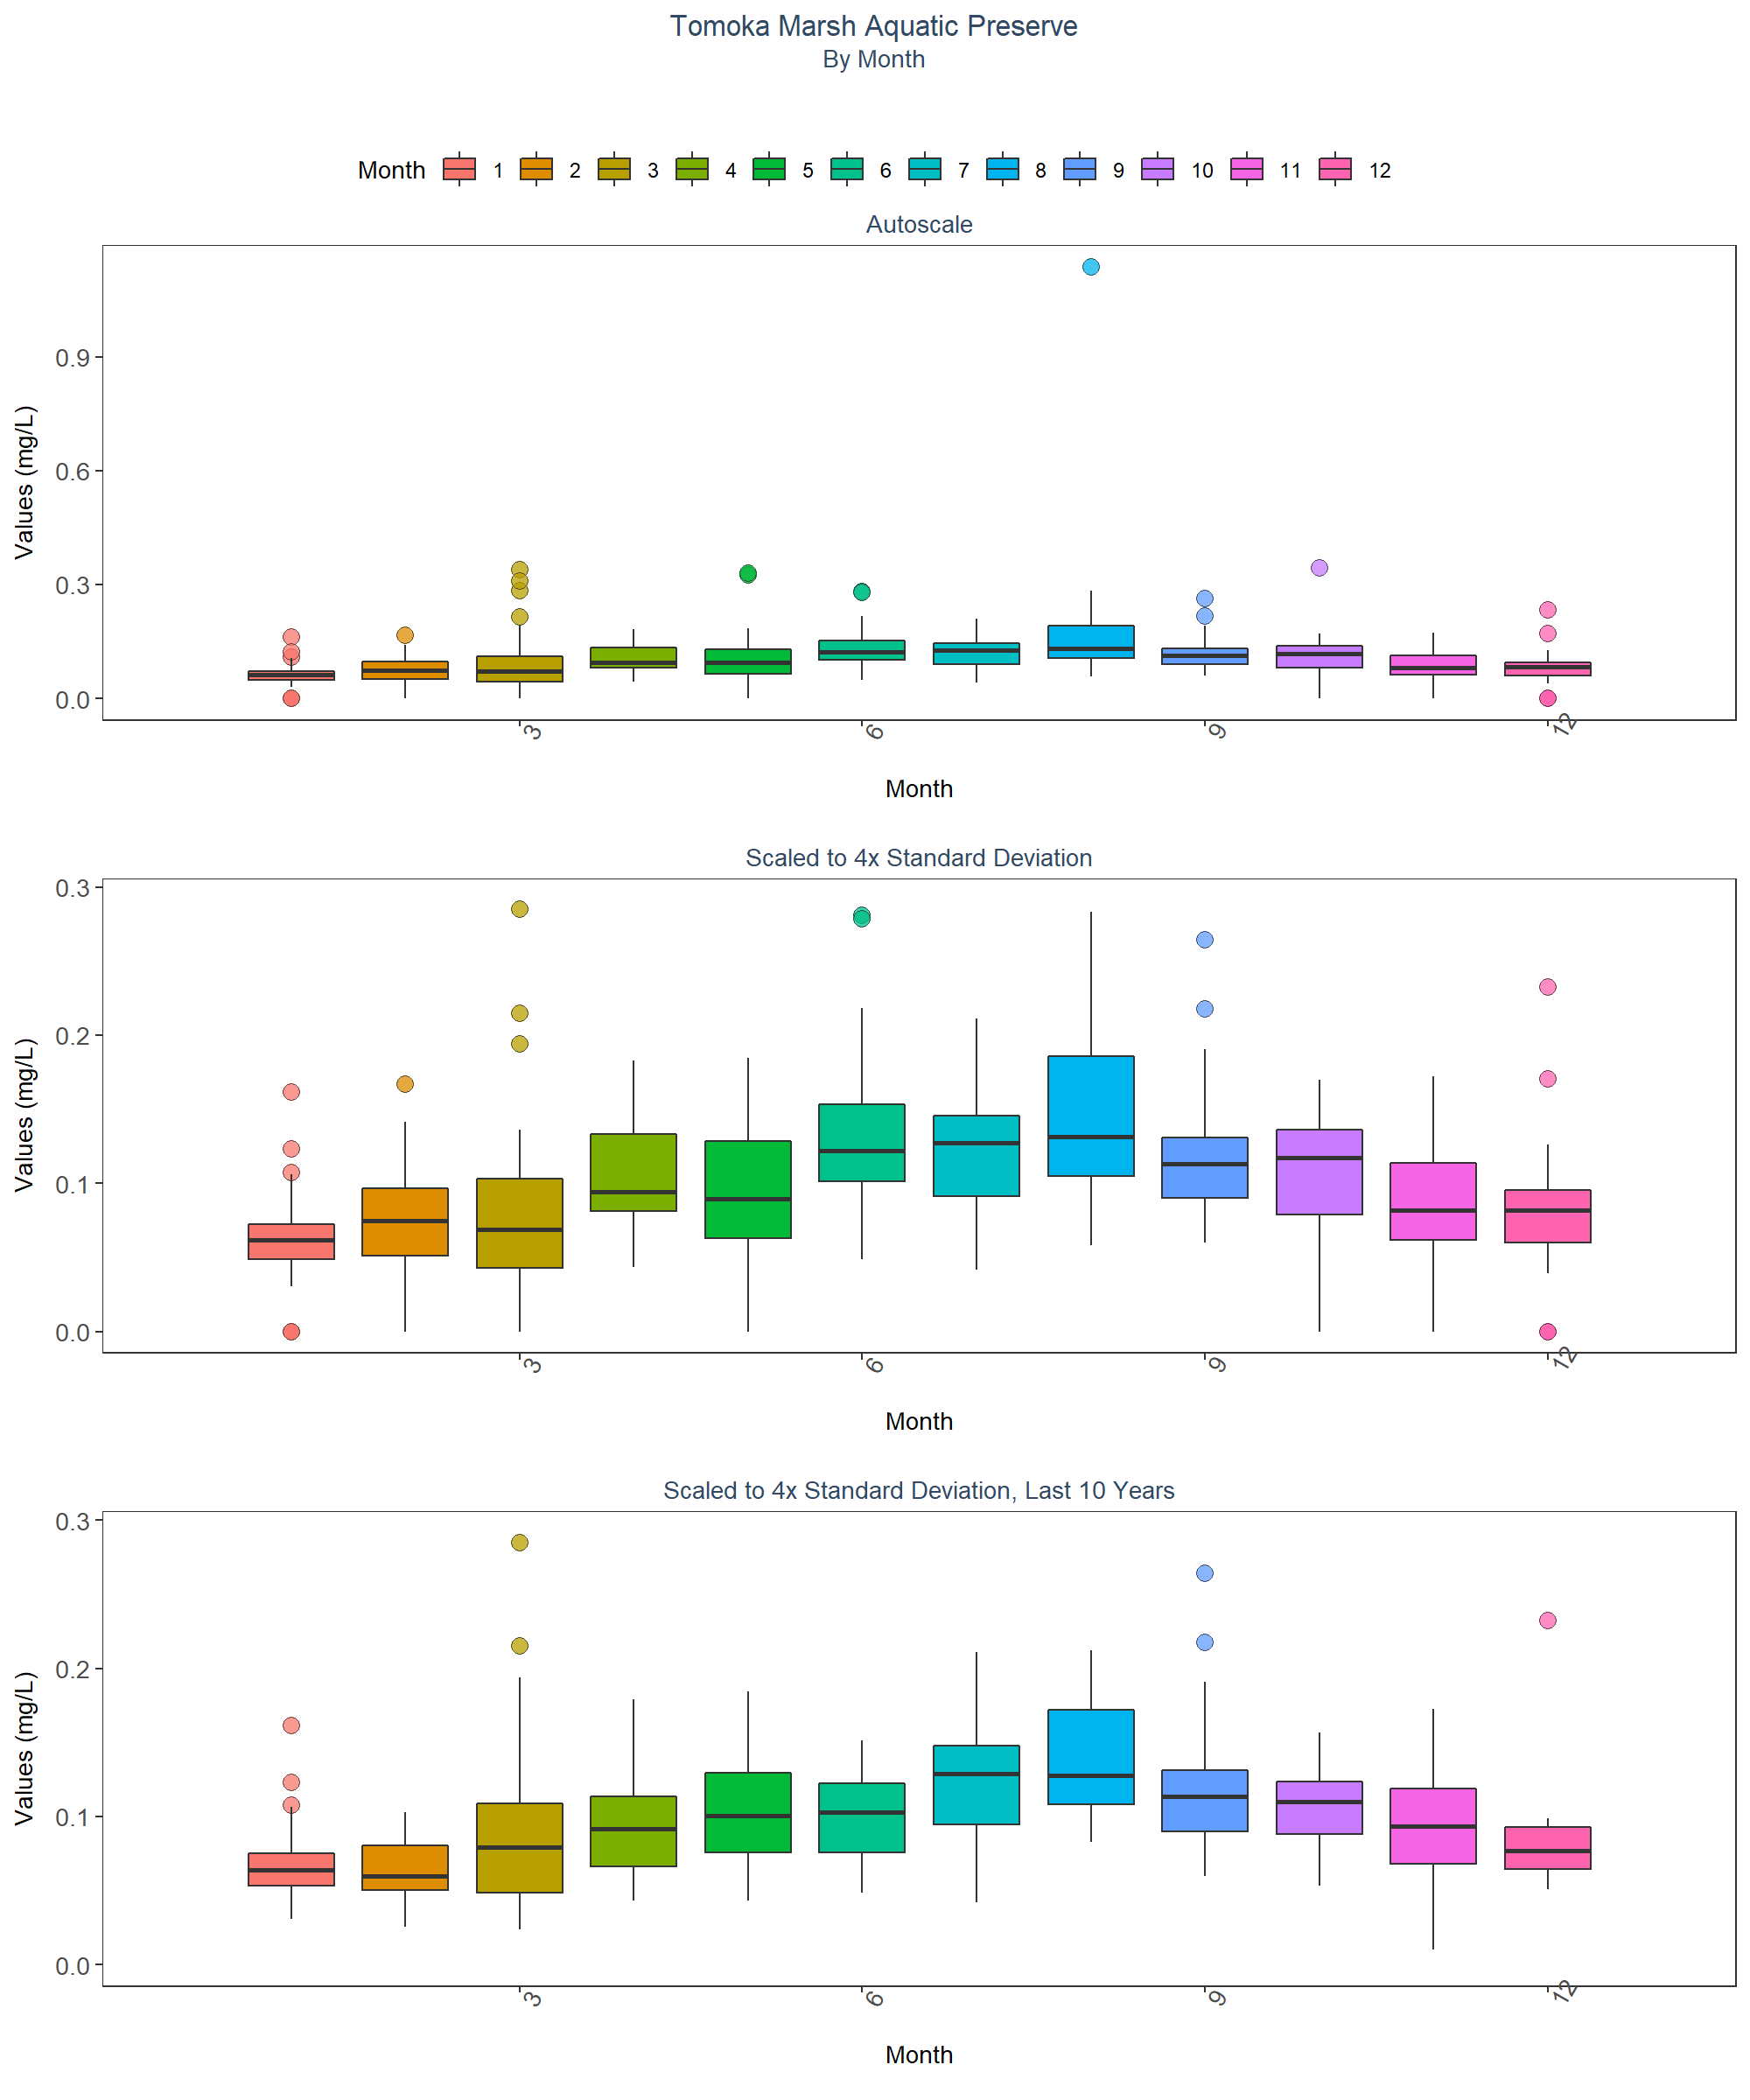 Tomoka Marsh Aquatic Preserve
By Month
Month 1 2 3 4 5 6 7 8 9 10 11 12
Autoscale
Values (mg/L)
0.9
0.6
0.3
0.0
3 6 9 12
Month
Scaled to 4x Standard Deviation
Values (mg/L)
0.3
0.2
0.1
0.0
3 6 9 12
Month
Scaled to 4x Standard Deviation, Last 10 Years
Values (mg/L)
0.3
0.2
0.1
0.0
3 6 9 12
Month